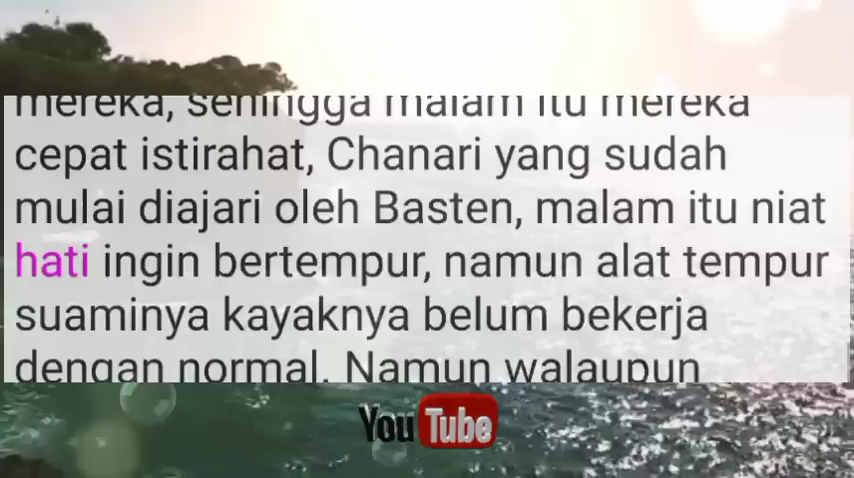 mereka, sehingga malam itu mereka
cepat istirahat, Chanari yang sudah
mulai diajari oleh Basten, malam itu niat
hati ingin bertempur, namun alat tempur
suaminya kayaknya belum bekerja
dengan normal. Namun walaupun
YouTube